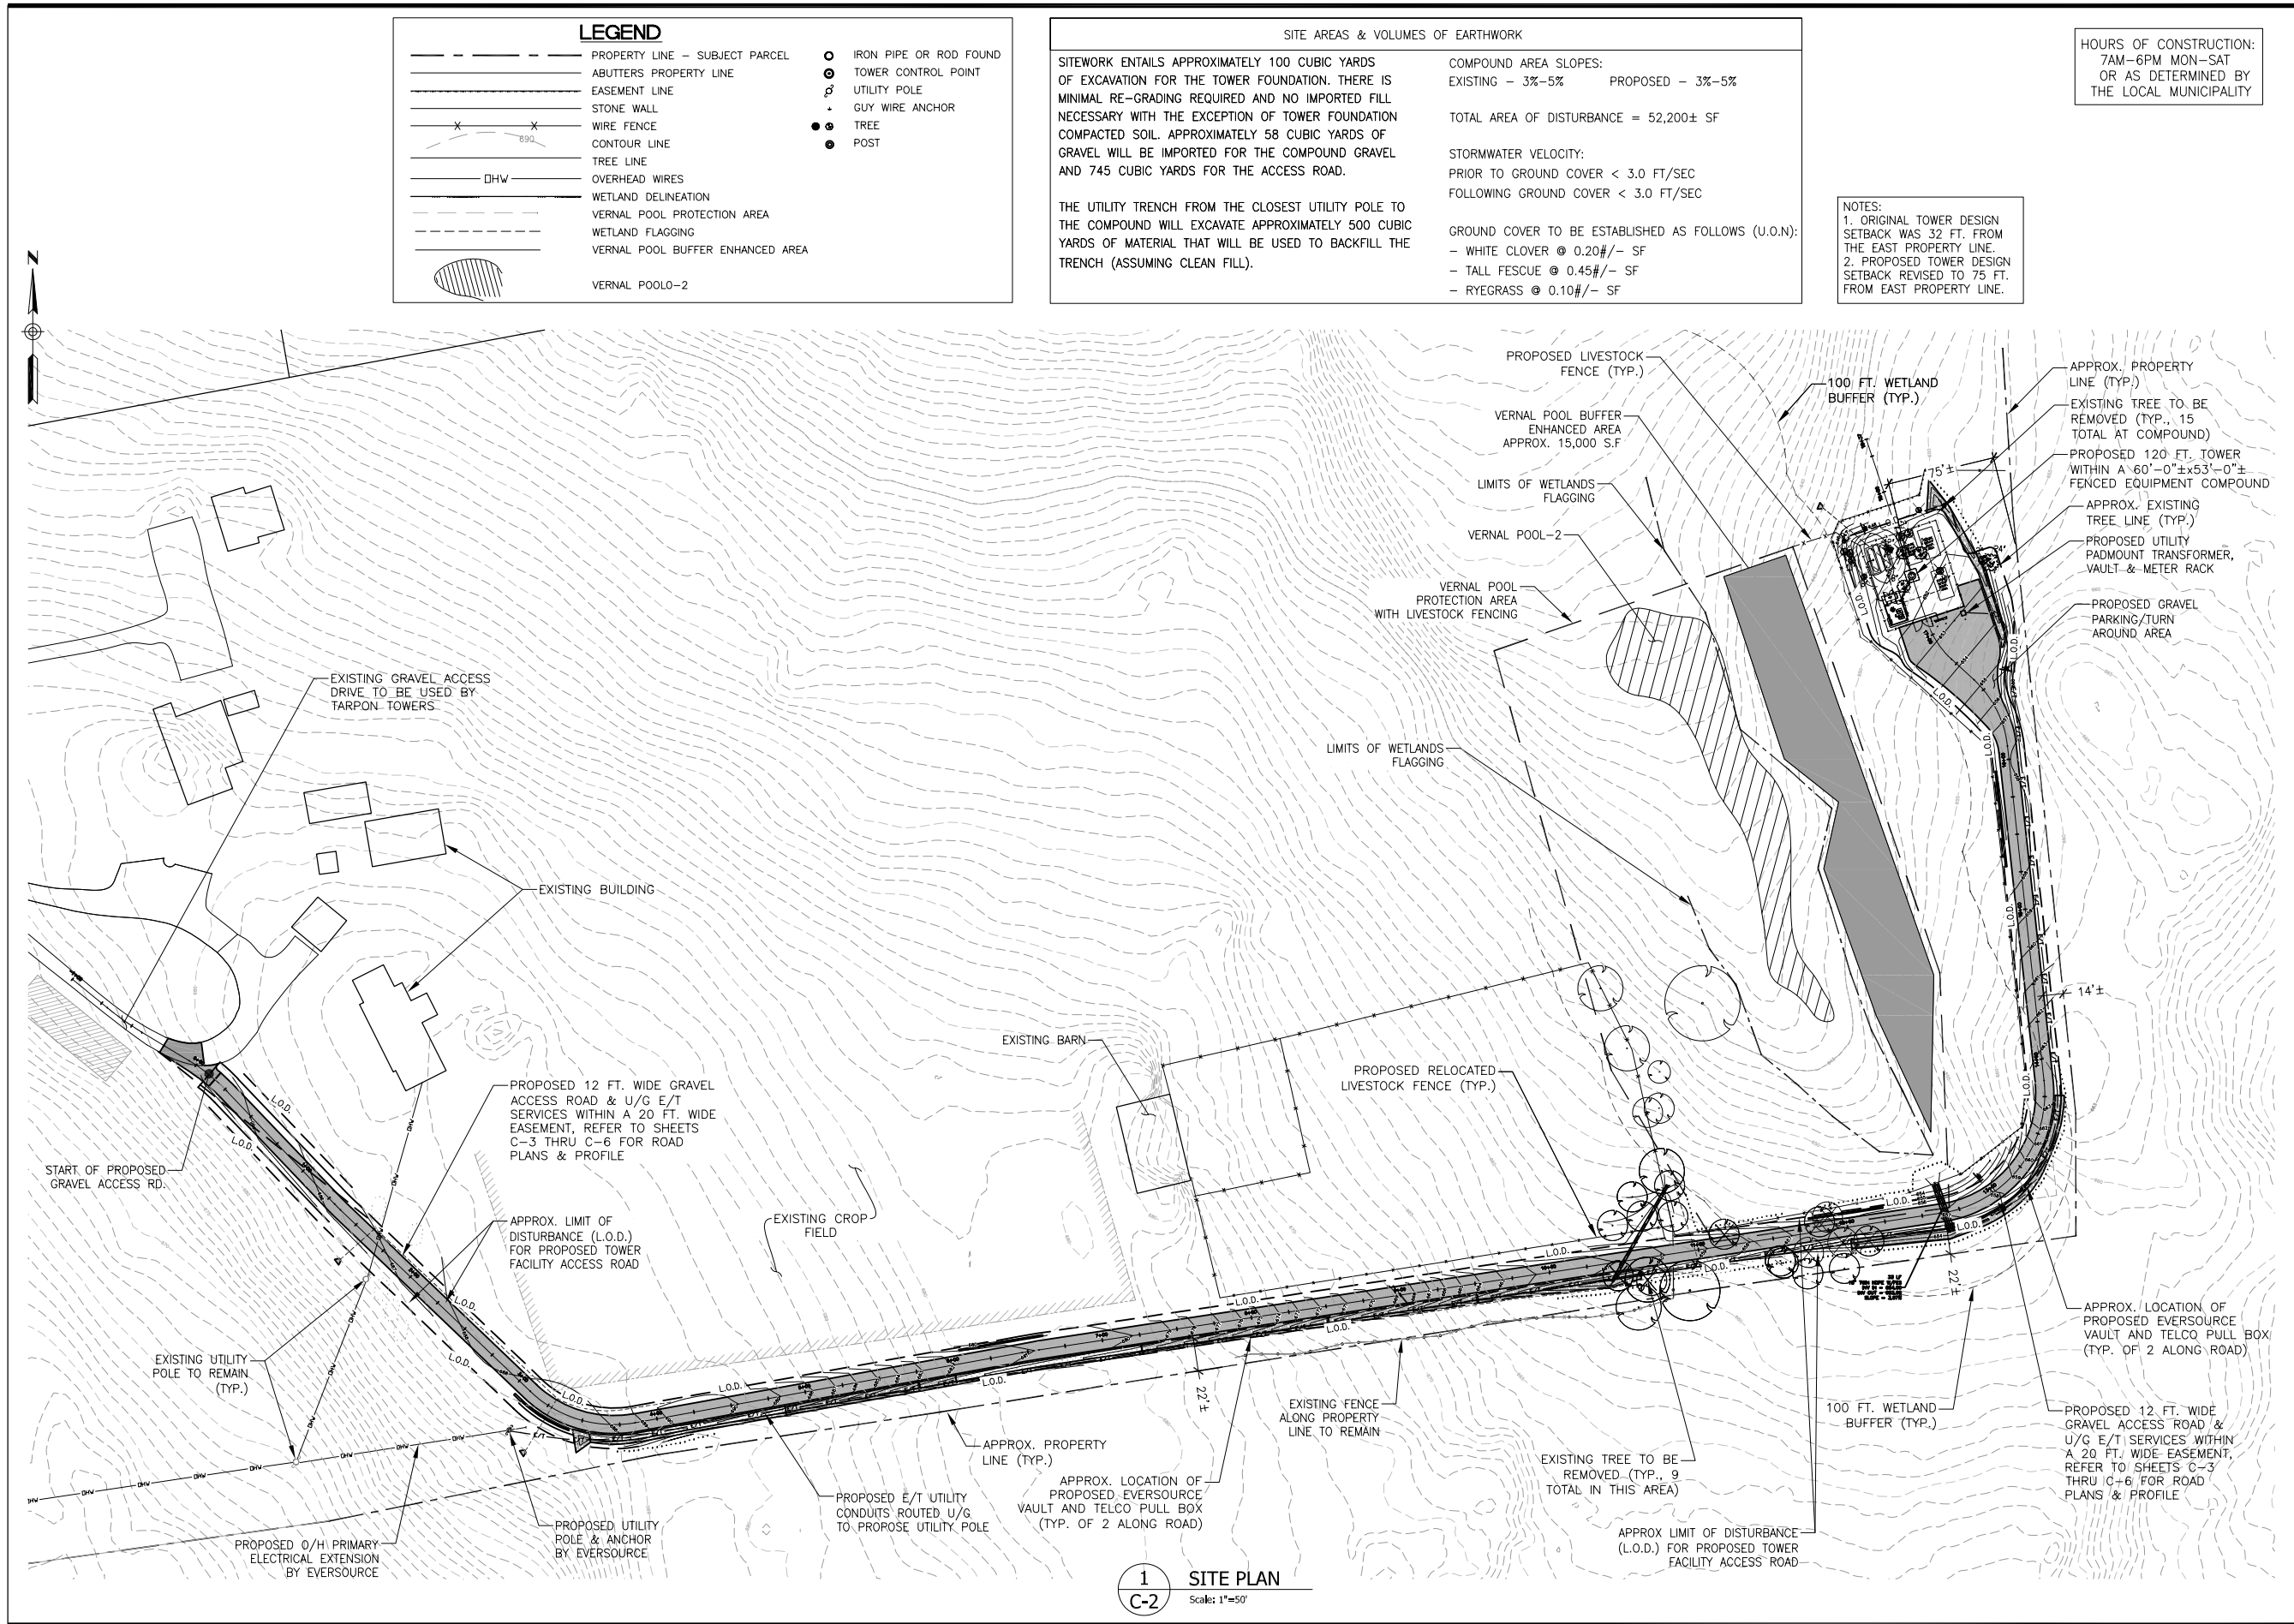 LEGEND
PROPERTY LINE – SUBJECT PARCEL
ABUTTERS PROPERTY LINE
EASEMENT LINE
STONE WALL
WIRE FENCE
690
CONTOUR LINE
TREE LINE
OHW
OVERHEAD WIRES
WETLAND DELINEATION
VERNAL POOL PROTECTION AREA
WETLAND FLAGGING
VERNAL POOL BUFFER ENHANCED AREA
VERNAL POOLO-2
IRON PIPE OR ROD FOUND
TOWER CONTROL POINT
UTILITY POLE
GUY WIRE ANCHOR
TREE
POST
SITE AREAS & VOLUMES OF EARTHWORK
SITEWORK ENTAILS APPROXIMATELY 100 CUBIC YARDS
OF EXCAVATION FOR THE TOWER FOUNDATION. THERE IS
MINIMAL RE-GRADING REQUIRED AND NO IMPORTED FILL
NECESSARY WITH THE EXCEPTION OF TOWER FOUNDATION
COMPACTED SOIL. APPROXIMATELY 58 CUBIC YARDS OF
GRAVEL WILL BE IMPORTED FOR THE COMPOUND GRAVEL
AND 745 CUBIC YARDS FOR THE ACCESS ROAD.
THE UTILITY TRENCH FROM THE CLOSEST UTILITY POLE TO
THE COMPOUND WILL EXCAVATE APPROXIMATELY 500 CUBIC
YARDS OF MATERIAL THAT WILL BE USED TO BACKFILL THE
TRENCH (ASSUMING CLEAN FILL).
COMPOUND AREA SLOPES:
EXISTING – 3%-5% PROPOSED – 3%-5%
TOTAL AREA OF DISTURBANCE = 52,200± SF
STORMWATER VELOCITY:
PRIOR TO GROUND COVER < 3.0 FT/SEC
FOLLOWING GROUND COVER < 3.0 FT/SEC
GROUND COVER TO BE ESTABLISHED AS FOLLOWS (U.O.N):
– WHITE CLOVER @ 0.20#/- SF
– TALL FESCUE @ 0.45#/- SF
– RYEGRASS @ 0.10#/- SF
HOURS OF CONSTRUCTION:
7AM-6PM MON-SAT
OR AS DETERMINED BY
THE LOCAL MUNICIPALITY
NOTES:
1. ORIGINAL TOWER DESIGN
SETBACK WAS 32 FT. FROM
THE EAST PROPERTY LINE.
2. PROPOSED TOWER DESIGN
SETBACK REVISED TO 75 FT.
FROM EAST PROPERTY LINE.
N
PROPOSED LIVESTOCK
FENCE (TYP.)
100 FT. WETLAND
BUFFER (TYP.)
VERNAL POOL BUFFER
ENHANCED AREA
APPROX. 15,000 S.F
LIMITS OF WETLANDS
FLAGGING
VERNAL POOL-2
VERNAL POOL
PROTECTION AREA
WITH LIVESTOCK FENCING
LIMITS OF WETLANDS
FLAGGING
APPROX. PROPERTY
LINE (TYP.)
EXISTING TREE TO BE
REMOVED (TYP., 15
TOTAL AT COMPOUND)
PROPOSED 120 FT. TOWER
WITHIN A 60'-0"±x53'-0"±
FENCED EQUIPMENT COMPOUND
APPROX. EXISTING
TREE LINE (TYP.)
PROPOSED UTILITY
PADMOUNT TRANSFORMER,
VAULT & METER RACK
PROPOSED GRAVEL
PARKING/TURN
AROUND AREA
75'±
14'±
22'±
22'±
L.O.D.
L.O.D.
L.O.D.
L.O.D.
L.O.D.
L.O.D.
EXISTING GRAVEL ACCESS
DRIVE TO BE USED BY
TARPON TOWERS
EXISTING BUILDING
START OF PROPOSED
GRAVEL ACCESS RD.
PROPOSED 12 FT. WIDE GRAVEL
ACCESS ROAD & U/G E/T
SERVICES WITHIN A 20 FT. WIDE
EASEMENT, REFER TO SHEETS
C-3 THRU C-6 FOR ROAD
PLANS & PROFILE
APPROX. LIMIT OF
DISTURBANCE (L.O.D.)
FOR PROPOSED TOWER
FACILITY ACCESS ROAD
EXISTING CROP
FIELD
EXISTING BARN
PROPOSED RELOCATED
LIVESTOCK FENCE (TYP.)
EXISTING UTILITY
POLE TO REMAIN
(TYP.)
PROPOSED O/H PRIMARY
ELECTRICAL EXTENSION
BY EVERSOURCE
PROPOSED UTILITY
POLE & ANCHOR
BY EVERSOURCE
PROPOSED E/T UTILITY
CONDUITS ROUTED U/G
TO PROPOSE UTILITY POLE
APPROX. PROPERTY
LINE (TYP.)
APPROX. LOCATION OF
PROPOSED EVERSOURCE
VAULT AND TELCO PULL BOX
(TYP. OF 2 ALONG ROAD)
EXISTING FENCE
ALONG PROPERTY
LINE TO REMAIN
EXISTING TREE TO BE
REMOVED (TYP., 9
TOTAL IN THIS AREA)
APPROX LIMIT OF DISTURBANCE
(L.O.D.) FOR PROPOSED TOWER
FACILITY ACCESS ROAD
100 FT. WETLAND
BUFFER (TYP.)
APPROX. LOCATION OF
PROPOSED EVERSOURCE
VAULT AND TELCO PULL BOX
(TYP. OF 2 ALONG ROAD)
PROPOSED 12 FT. WIDE
GRAVEL ACCESS ROAD &
U/G E/T SERVICES WITHIN
A 20 FT. WIDE EASEMENT,
REFER TO SHEETS C-3
THRU C-6 FOR ROAD
PLANS & PROFILE
1
C-2
SITE PLAN
Scale: 1"=50'